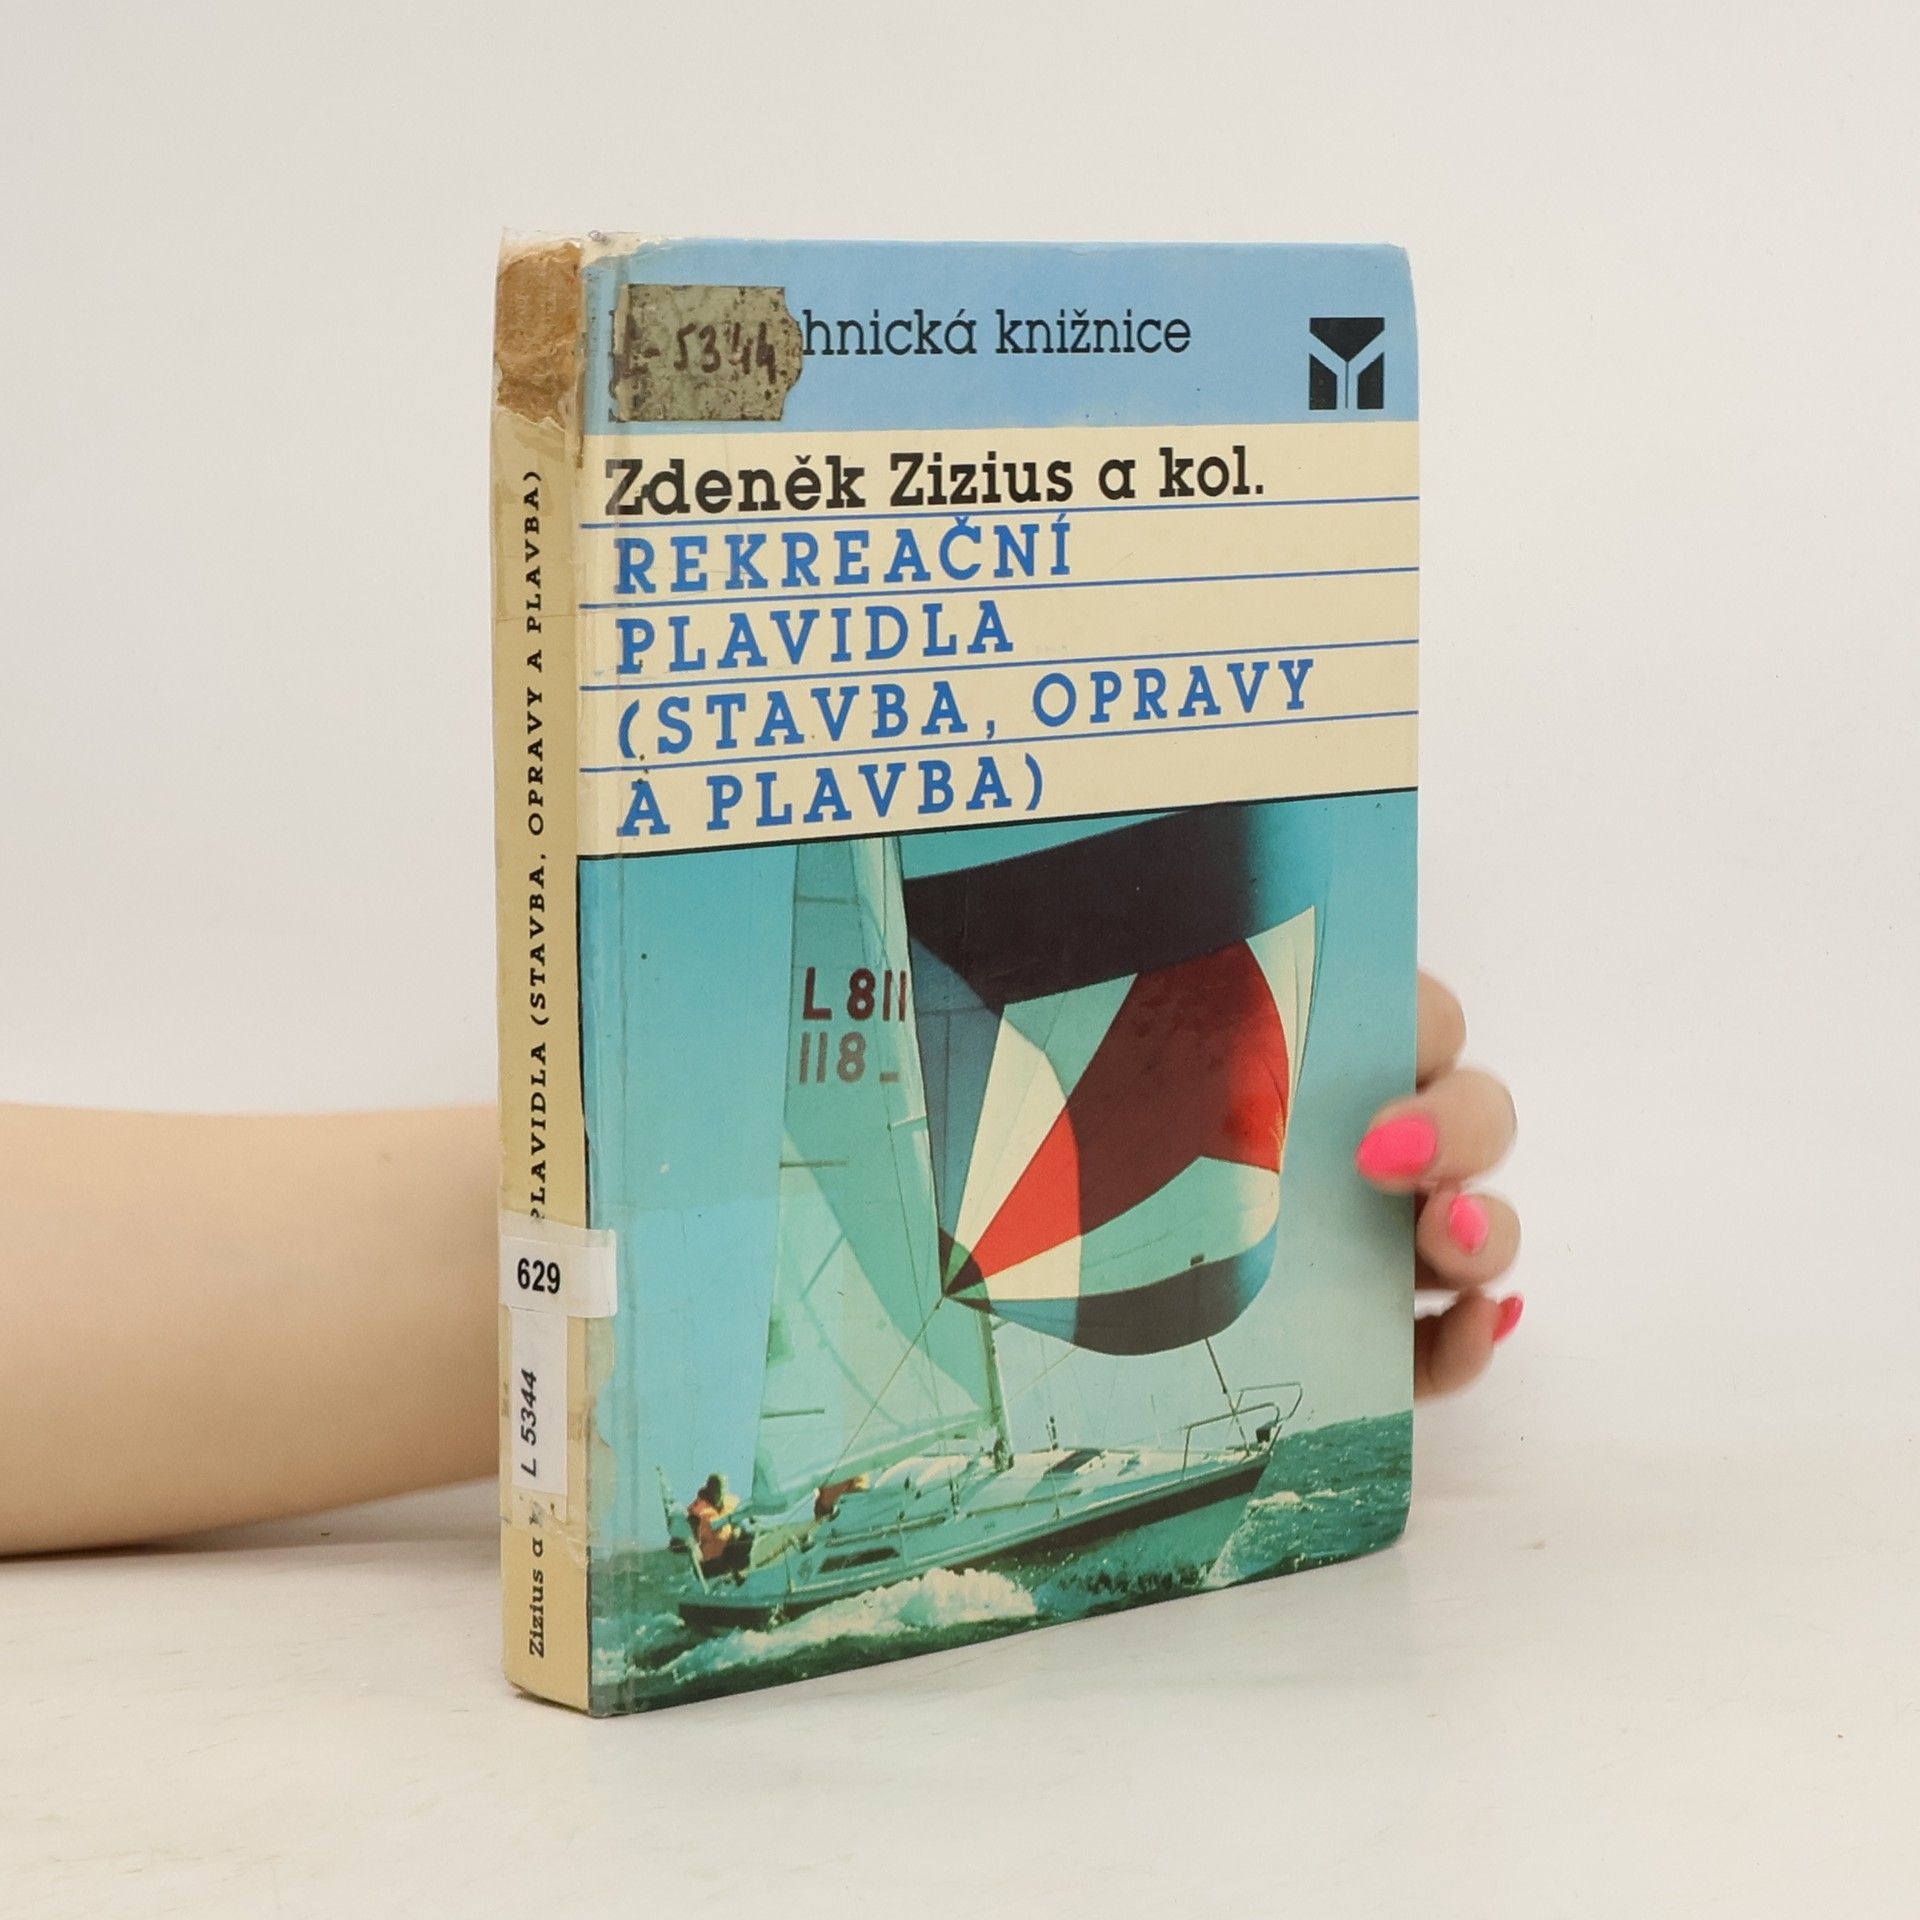 L-5344
hnická knižnice
Zdeněk Zizius a kol.
REKREAČNÍ
PLAVIDLA
(STAVBA, OPRAVY
A PLAVBA)
L 811
118
PLAVIDLA (STAVBA, OPRAVY A PLAVBA)
629
L 5344
Zizius a